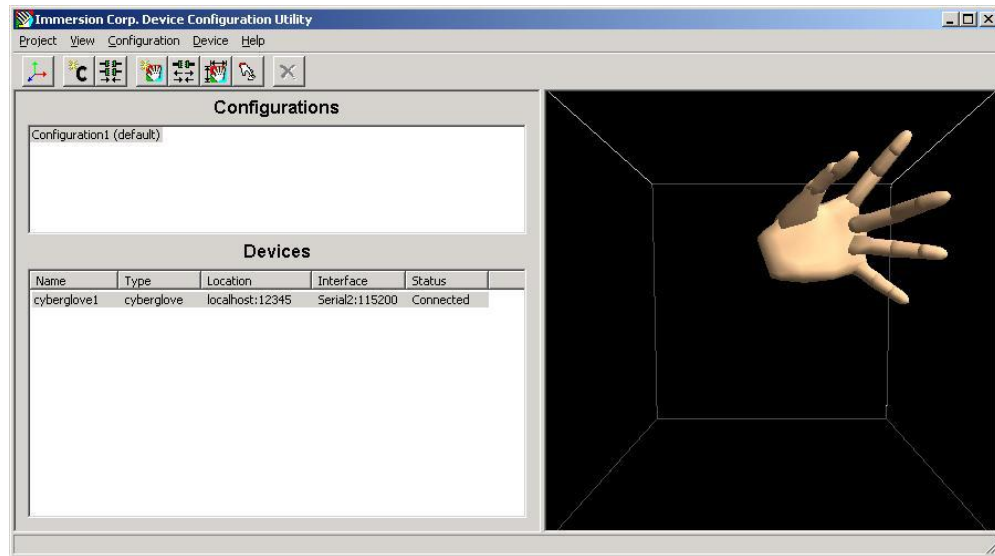 Immersion Corp. Device Configuration Utility
Project View Configuration Device Help
C
Configurations
Configuration1 (default)
Devices
Name Type Location Interface Status
cyberglove1 cyberglove localhost:12345 Serial2:115200 Connected